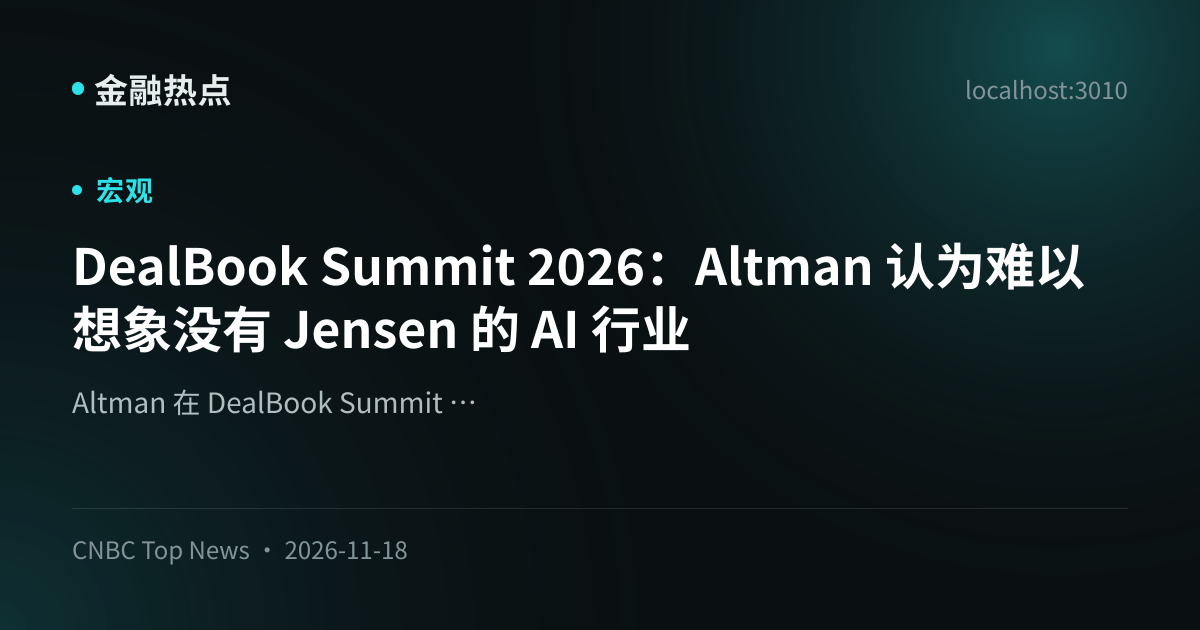 金融热点
localhost:3010
宏观
DealBook Summit 2026：Altman 认为难以
想象没有 Jensen 的 AI 行业
Altman 在 DealBook Summit …
CNBC Top News · 2026-11-18